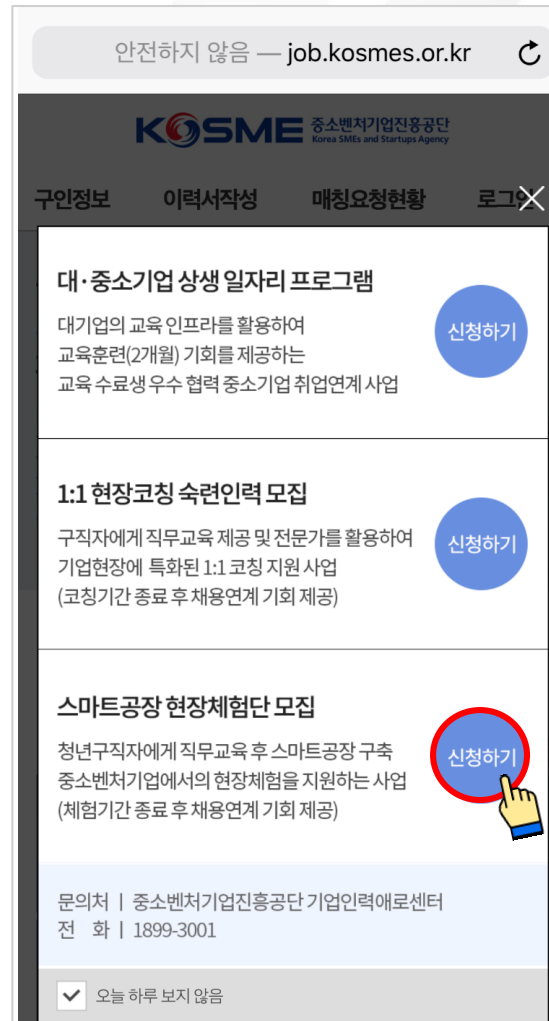 안전하지 않음 — job.kosmes.or.kr
KOSME 중소벤처기업진흥공단
Korea SMEs and Startups Agency
구인정보 이력서작성 매칭요청현황 로그인
대·중소기업 상생 일자리 프로그램
대기업의 교육 인프라를 활용하여
교육훈련(2개월) 기회를 제공하는
교육 수료생 우수 협력 중소기업 취업연계 사업
신청하기
1:1 현장코칭 숙련인력 모집
구직자에게 직무교육 제공 및 전문가를 활용하여
기업현장에 특화된 1:1 코칭 지원 사업
(코칭기간 종료 후 채용연계 기회 제공)
신청하기
스마트공장 현장체험단 모집
청년구직자에게 직무교육 후 스마트공장 구축
중소벤처기업에서의 현장체험을 지원하는 사업
(체험기간 종료 후 채용연계 기회 제공)
신청하기
문의처 | 중소벤처기업진흥공단 기업인력애로센터
전 화 | 1899-3001
오늘 하루 보지 않음